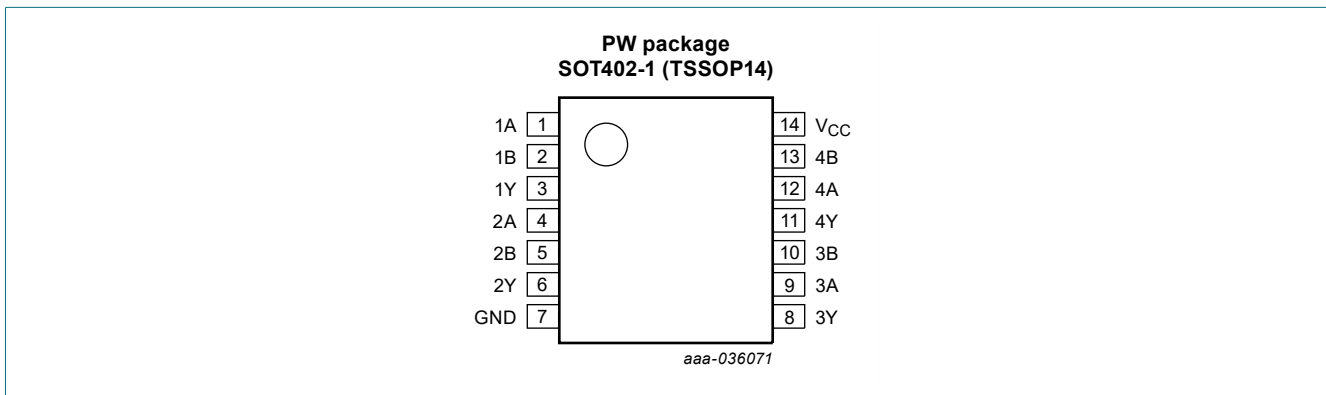 PW package
SOT402-1 (TSSOP14)
1A 1 14 VCC
1B 2 13 4B
1Y 3 12 4A
2A 4 11 4Y
2B 5 10 3B
2Y 6 9 3A
GND 7 8 3Y
aaa-036071